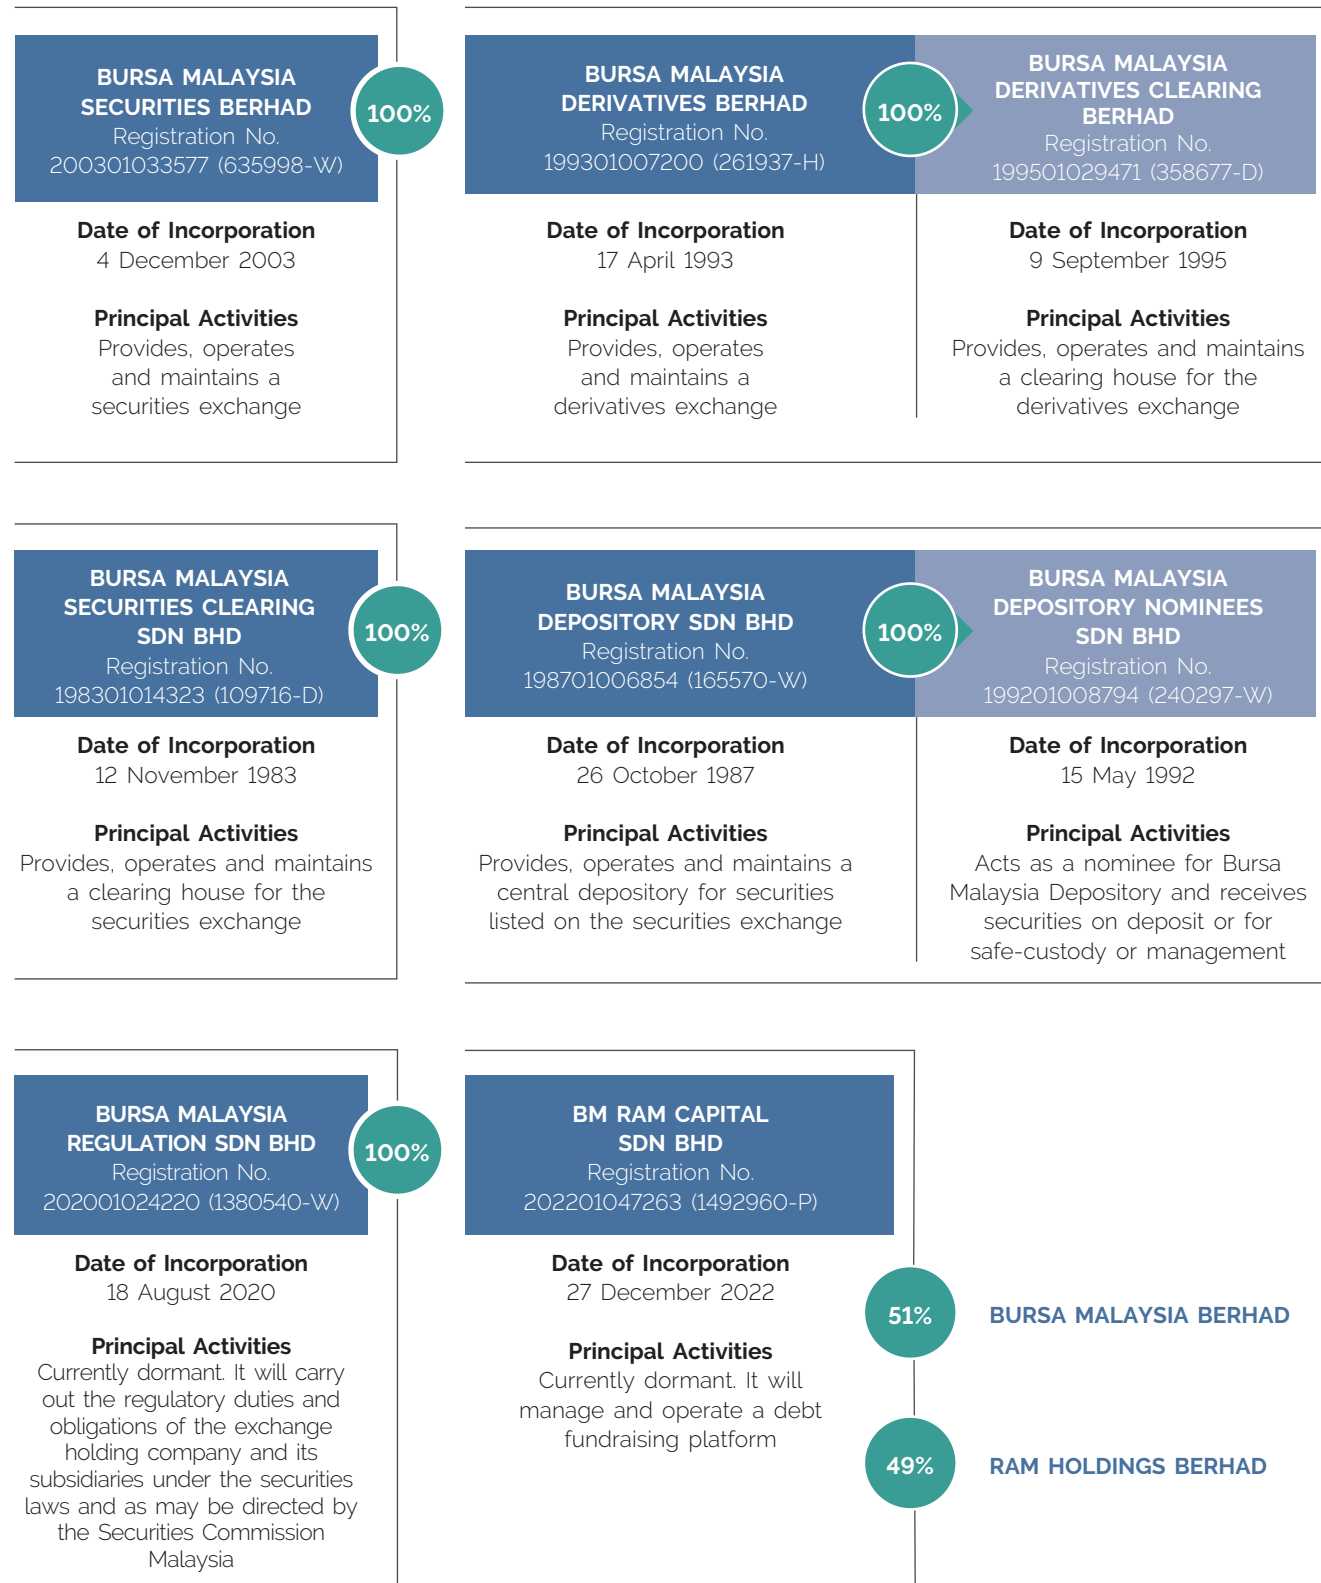 BURSA MALAYSIA
SECURITIES BERHAD
Registration No.
200301033577 (635998-W)
100%
Date of Incorporation
4 December 2003
Principal Activities
Provides, operates
and maintains a
securities exchange
BURSA MALAYSIA
DERIVATIVES BERHAD
Registration No.
199301007200 (261937-H)
100%
Date of Incorporation
17 April 1993
Principal Activities
Provides, operates
and maintains a
derivatives exchange
BURSA MALAYSIA
DERIVATIVES CLEARING
BERHAD
Registration No.
199501029471 (358677-D)
Date of Incorporation
9 September 1995
Principal Activities
Provides, operates and maintains
a clearing house for the
derivatives exchange
BURSA MALAYSIA
SECURITIES CLEARING
SDN BHD
Registration No.
198301014323 (109716-D)
100%
Date of Incorporation
12 November 1983
Principal Activities
Provides, operates and maintains
a clearing house for the
securities exchange
BURSA MALAYSIA
DEPOSITORY SDN BHD
Registration No.
198701006854 (165570-W)
100%
Date of Incorporation
26 October 1987
Principal Activities
Provides, operates and maintains a
central depository for securities
listed on the securities exchange
BURSA MALAYSIA
DEPOSITORY NOMINEES
SDN BHD
Registration No.
199201008794 (240297-W)
Date of Incorporation
15 May 1992
Principal Activities
Acts as a nominee for Bursa
Malaysia Depository and receives
securities on deposit or for
safe-custody or management
BURSA MALAYSIA
REGULATION SDN BHD
Registration No.
202001024220 (1380540-W)
100%
Date of Incorporation
18 August 2020
Principal Activities
Currently dormant. It will carry
out the regulatory duties and
obligations of the exchange
holding company and its
subsidiaries under the securities
laws and as may be directed by
the Securities Commission
Malaysia
BM RAM CAPITAL
SDN BHD
Registration No.
202201047263 (1492960-P)
Date of Incorporation
27 December 2022
Principal Activities
Currently dormant. It will
manage and operate a debt
fundraising platform
51%
BURSA MALAYSIA BERHAD
49%
RAM HOLDINGS BERHAD